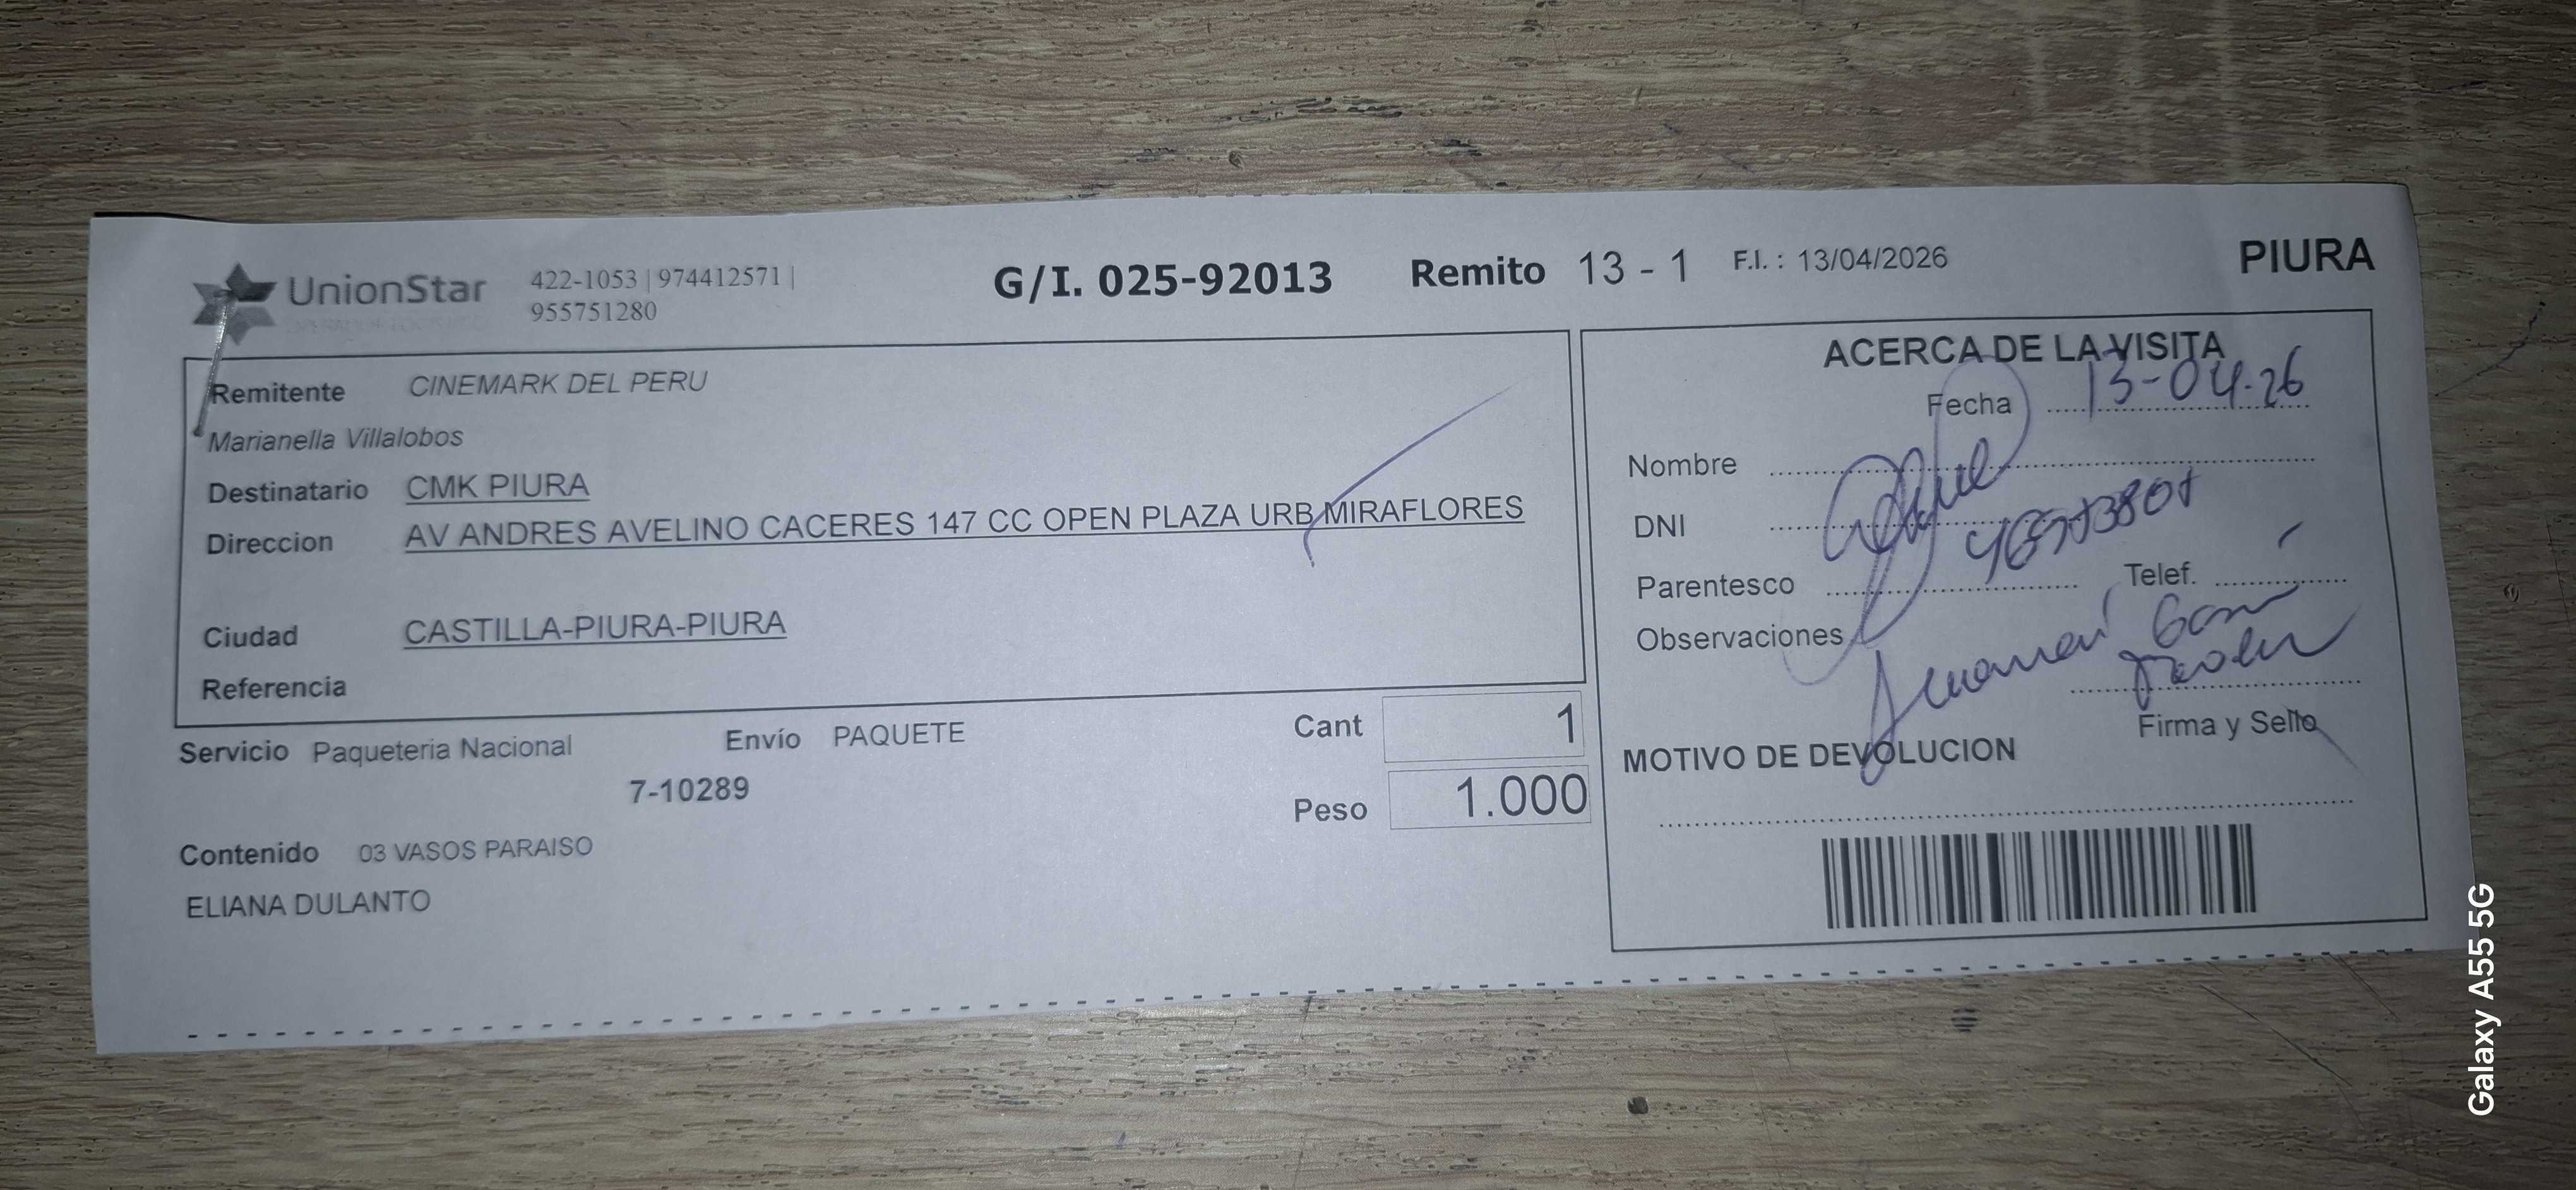 UnionStar
422-1053 | 974412571 |
955751280
G/I. 025-92013 Remito 13 - 1 F.I. : 13/04/2026 PIURA
Remitente CINEMARK DEL PERU
Marianella Villalobos
Destinatario CMK PIURA
Direccion AV ANDRES AVELINO CACERES 147 CC OPEN PLAZA URB MIRAFLORES
Ciudad CASTILLA-PIURA-PIURA
Referencia
Servicio Paqueteria Nacional Envío PAQUETE
7-10289
Cant 1
Peso 1.000
Contenido 03 VASOS PARAISO
ELIANA DULANTO
ACERCA DE LA VISITA
Fecha 13-04-26
Nombre
DNI
Parentesco Telef.
Observaciones
Firma y Sello
MOTIVO DE DEVOLUCION
Galaxy A55 5G